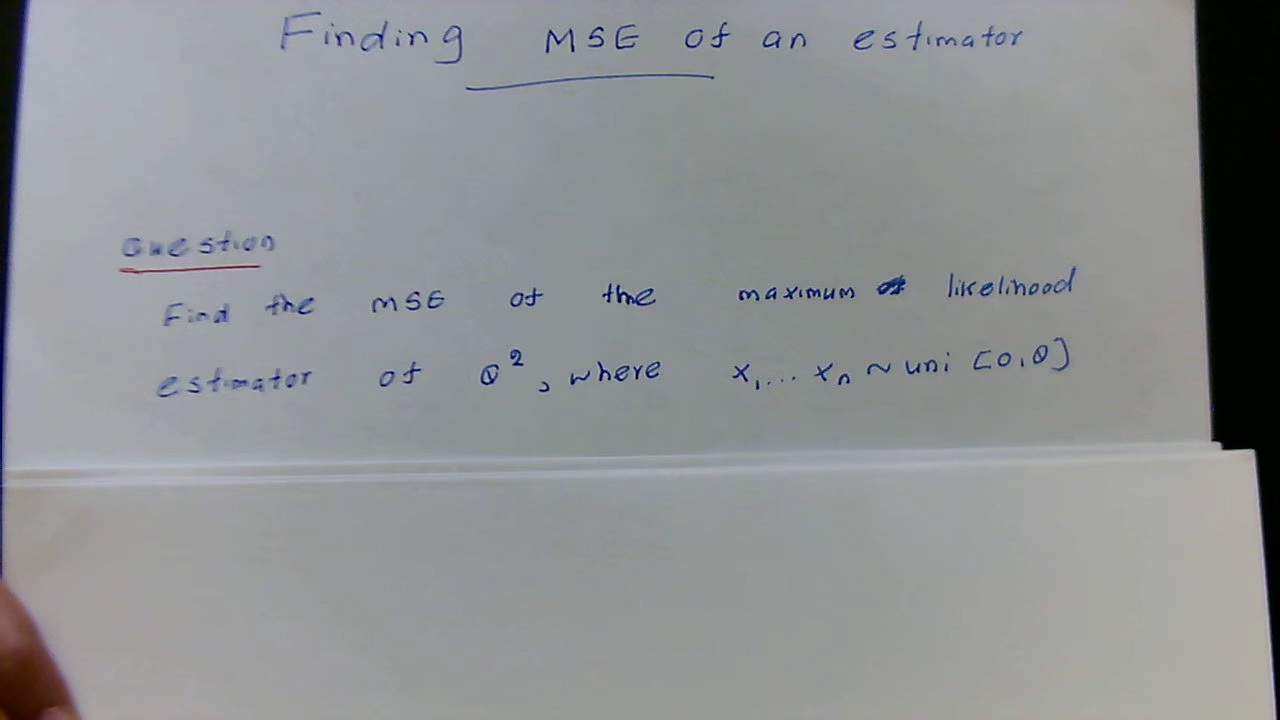 Finding MSE of an estimator
Question
Find the MSE of the maximum likelihood
estimator of θ², where x₁... xₙ ~ uni [0,θ]